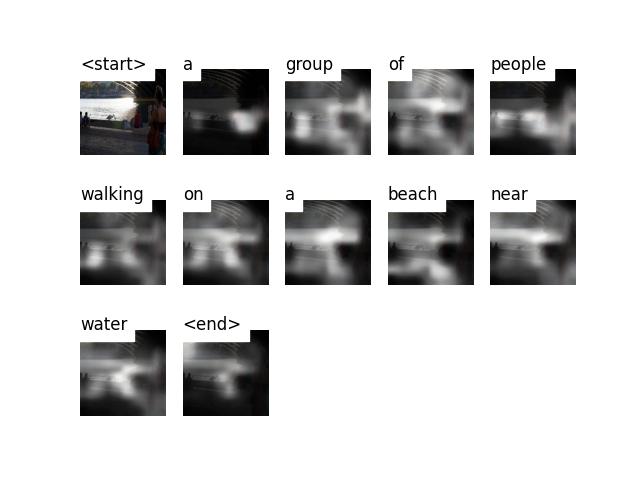 <start> a group of people
walking on a beach near
water <end>